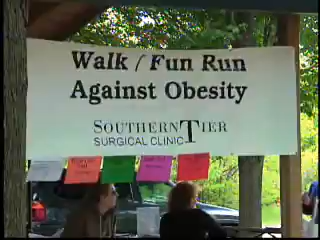 Walk / Fun Run
Against Obesity
SOUTHERN TIER
SURGICAL CLINIC